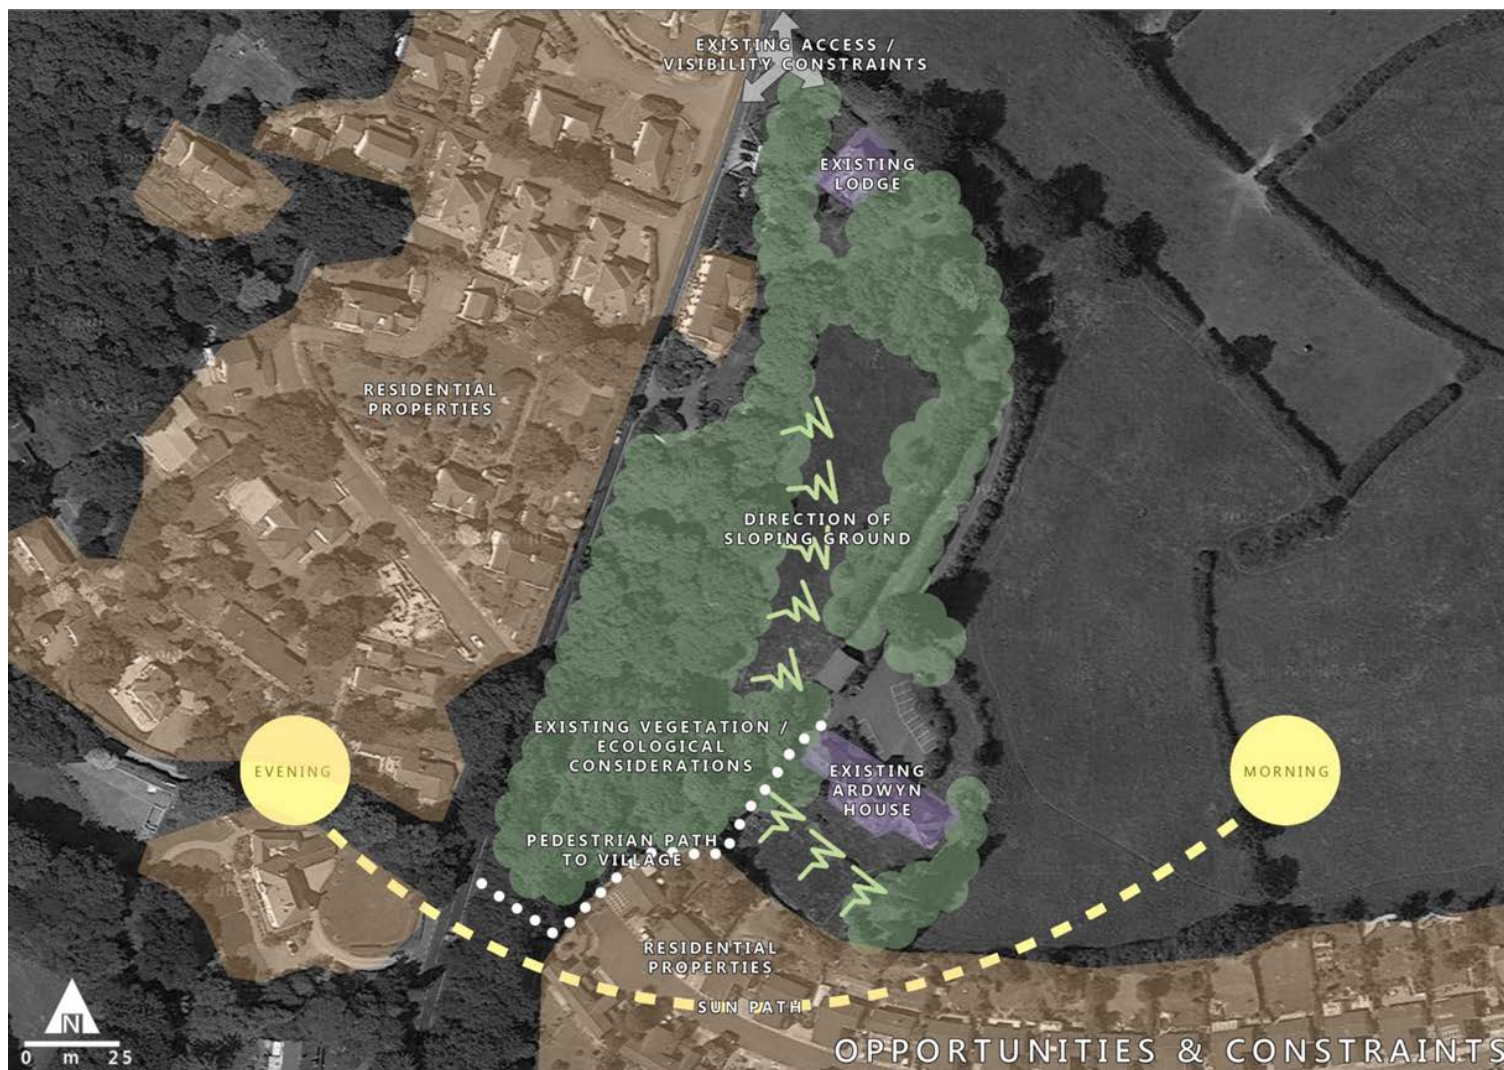 EXISTING ACCESS /
VISIBILITY CONSTRAINTS
EXISTING
LODGE
RESIDENTIAL
PROPERTIES
DIRECTION OF
SLOPING GROUND
EXISTING VEGETATION /
ECOLOGICAL
CONSIDERATIONS
EVENING
EXISTING
ARDWYN
HOUSE
MORNING
PEDESTRIAN PATH
TO VILLAGE
RESIDENTIAL
PROPERTIES
SUN PATH
N
0 m 25
OPPORTUNITIES & CONSTRAINTS